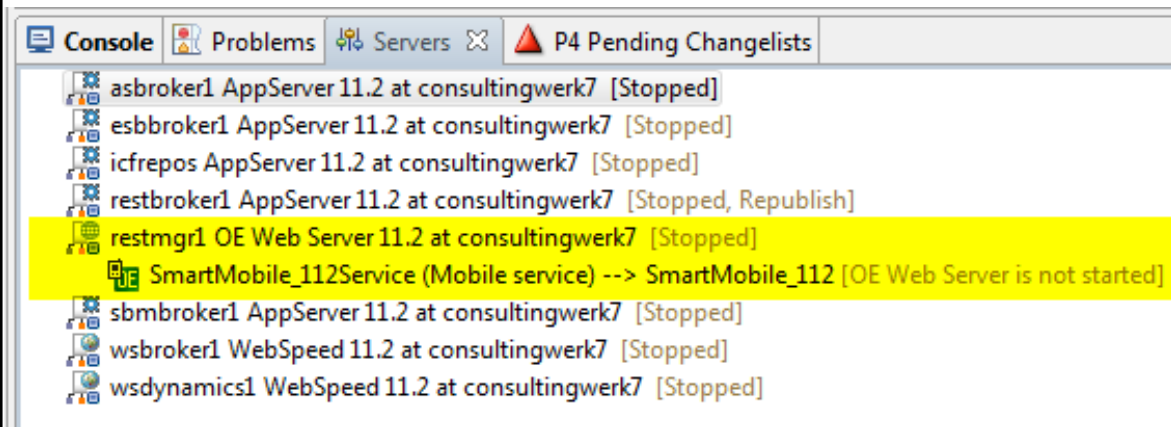 Console Problems Servers P4 Pending Changelists
asbroker1 AppServer 11.2 at consultingwerk7 [Stopped]
esbbroker1 AppServer 11.2 at consultingwerk7 [Stopped]
icfrepos AppServer 11.2 at consultingwerk7 [Stopped]
restbroker1 AppServer 11.2 at consultingwerk7 [Stopped, Republish]
restmgr1 OE Web Server 11.2 at consultingwerk7 [Stopped]
SmartMobile_112Service (Mobile service) --> SmartMobile_112 [OE Web Server is not started]
sbmbroker1 AppServer 11.2 at consultingwerk7 [Stopped]
wsbroker1 WebSpeed 11.2 at consultingwerk7 [Stopped]
wsdynamics1 WebSpeed 11.2 at consultingwerk7 [Stopped]